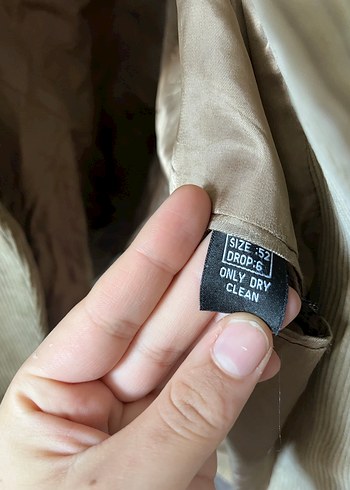 SIZE :52
DROP:6
ONLY DRY
CLEAN